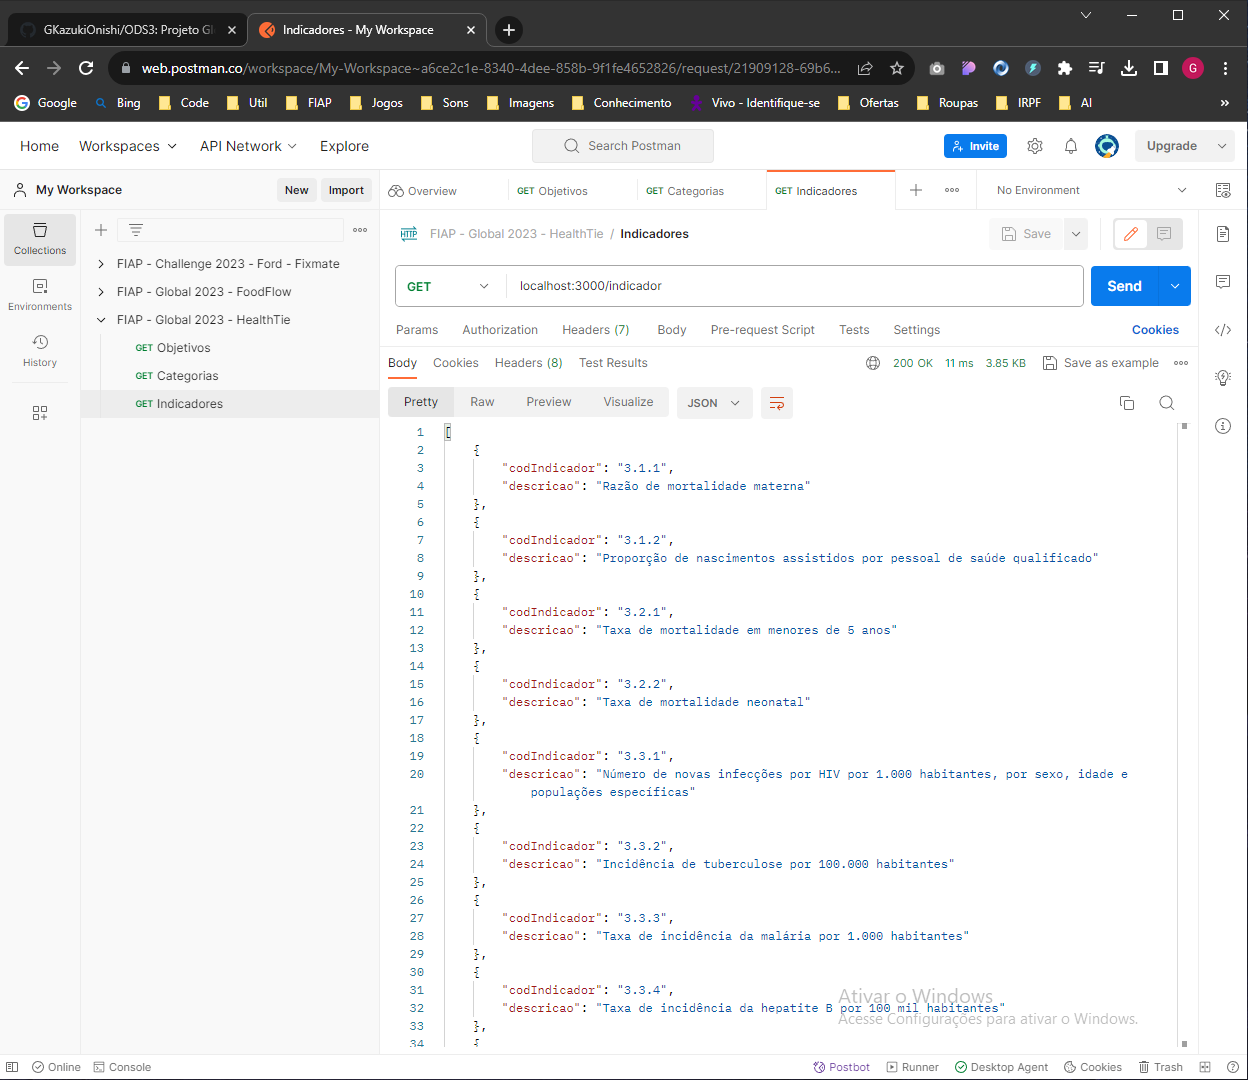 GKazukiOnishi/ODS3: Projeto Gl
Indicadores - My Workspace
web.postman.co/workspace/My-Workspace~a6ce2c1e-8340-4dee-858b-9f1fe4652826/request/21909128-69b6...
G
Google
Bing
Code
Util
FIAP
Jogos
Sons
Imagens
Conhecimento
Vivo - Identifique-se
Ofertas
Roupas
IRPF
AI
»
Home
Workspaces
API Network
Explore
Search Postman
Invite
Upgrade
My Workspace
New
Import
Overview
GET Objetivos
GET Categorias
GET Indicadores
No Environment
Collections
Environments
History
FIAP - Challenge 2023 - Ford - Fixmate
FIAP - Global 2023 - FoodFlow
FIAP - Global 2023 - HealthTie
GET Objetivos
GET Categorias
GET Indicadores
HTTP
FIAP - Global 2023 - HealthTie / Indicadores
Save
GET
localhost:3000/indicador
Send
Params
Authorization
Headers (7)
Body
Pre-request Script
Tests
Settings
Cookies
Body
Cookies
Headers (8)
Test Results
200 OK
11 ms
3.85 KB
Save as example
Pretty
Raw
Preview
Visualize
JSON
1 [
2 {
3 "codIndicador": "3.1.1",
4 "descricao": "Razão de mortalidade materna"
5 },
6 {
7 "codIndicador": "3.1.2",
8 "descricao": "Proporção de nascimentos assistidos por pessoal de saúde qualificado"
9 },
10 {
11 "codIndicador": "3.2.1",
12 "descricao": "Taxa de mortalidade em menores de 5 anos"
13 },
14 {
15 "codIndicador": "3.2.2",
16 "descricao": "Taxa de mortalidade neonatal"
17 },
18 {
19 "codIndicador": "3.3.1",
20 "descricao": "Número de novas infecções por HIV por 1.000 habitantes, por sexo, idade e
populações específicas"
21 },
22 {
23 "codIndicador": "3.3.2",
24 "descricao": "Incidência de tuberculose por 100.000 habitantes"
25 },
26 {
27 "codIndicador": "3.3.3",
28 "descricao": "Taxa de incidência da malária por 1.000 habitantes"
29 },
30 {
31 "codIndicador": "3.3.4",
32 "descricao": "Taxa de incidência da hepatite B por 100 mil habitantes"
33 },
34 {
Ativar o Windows
Acesse Configurações para ativar o Windows.
Online
Console
Postbot
Runner
Desktop Agent
Cookies
Trash